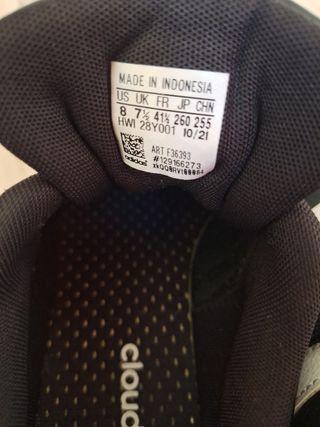 MADE IN INDONESIA
US UK FR JP CHN
8 7½ 41⅓ 260 255
HWI 28Y001 10/21
adidas
ART F36393
#129166273
cloud